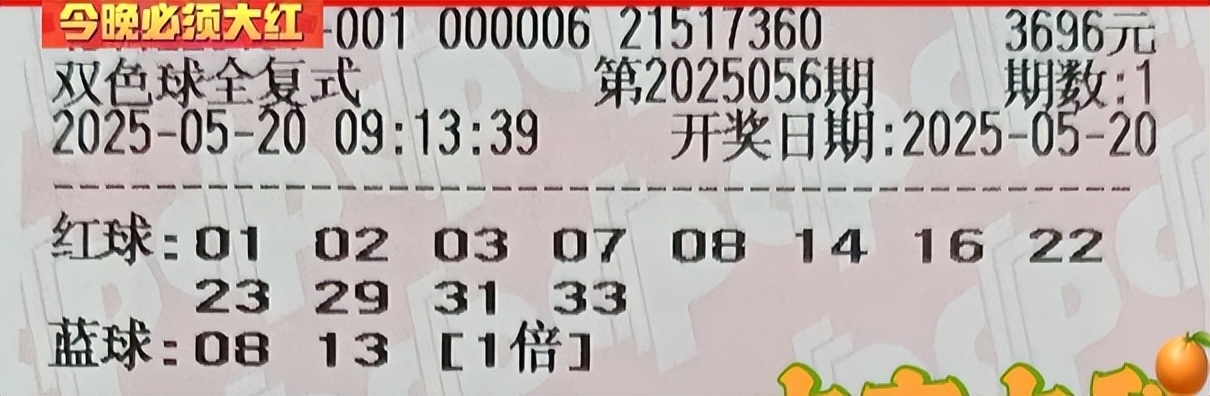 今晚必须大红
-001 000006 21517360 3696元
双色球全复式 第2025056期 期数:1
2025-05-20 09:13:39 开奖日期:2025-05-20
红球:01 02 03 07 08 14 16 22
23 29 31 33
蓝球:08 13 [1倍]